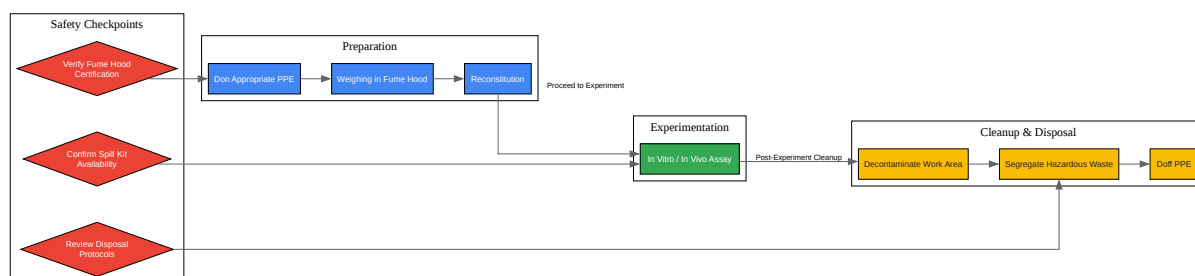 Safety Checkpoints
Verify Fume Hood
Certification
Confirm Spill Kit
Availability
Review Disposal
Protocols
Preparation
Don Appropriate PPE
Weighing in Fume Hood
Reconstitution
Proceed to Experiment
Experimentation
In Vitro / In Vivo Assay
Post-Experiment Cleanup
Cleanup & Disposal
Decontaminate Work Area
Segregate Hazardous Waste
Doff PPE